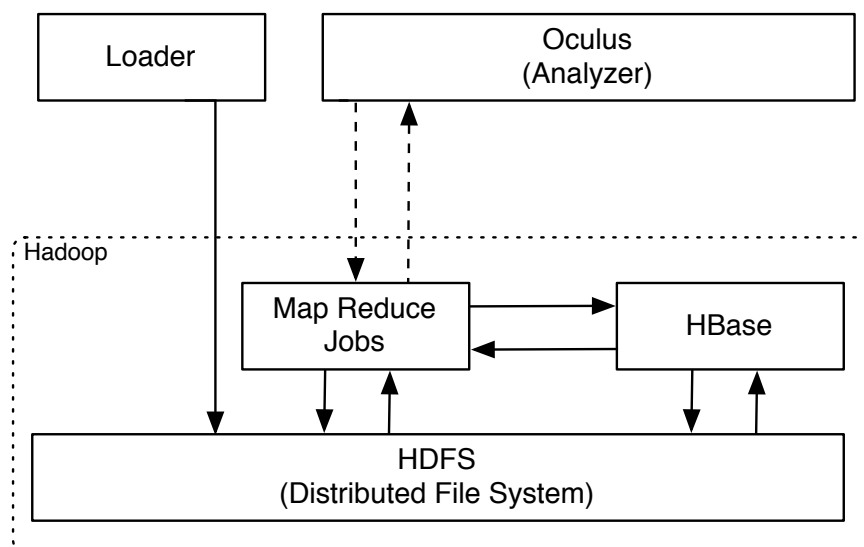 Loader
Oculus
(Analyzer)
Hadoop
Map Reduce
Jobs
HBase
HDFS
(Distributed File System)